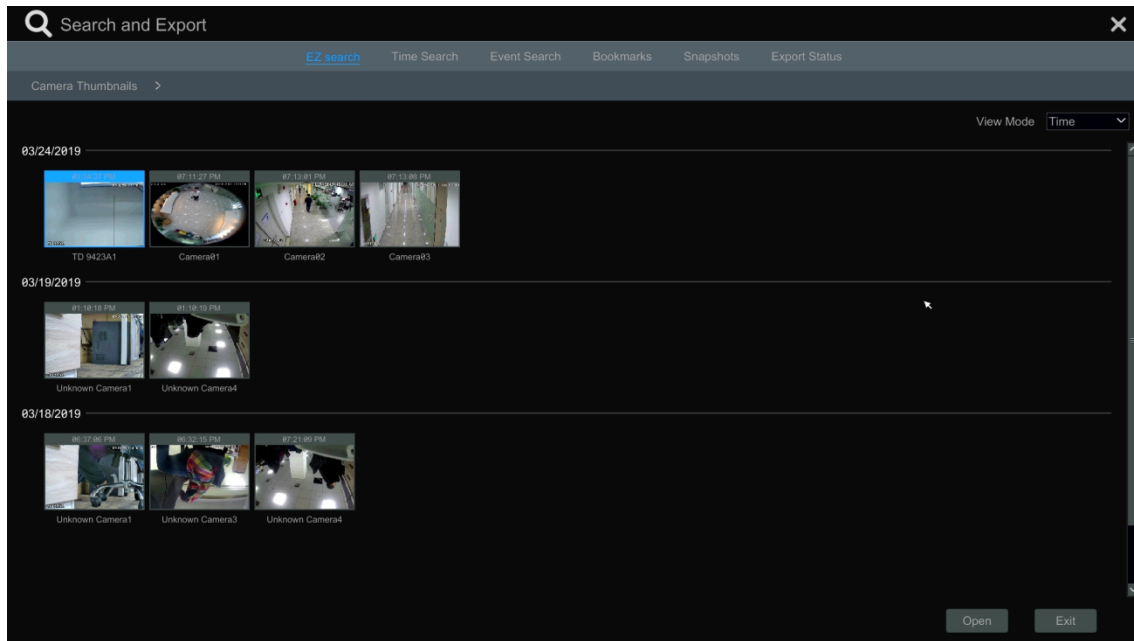 Search and Export
EZ search Time Search Event Search Bookmarks Snapshots Export Status
Camera Thumbnails >
View Mode Time
03/24/2019
07:11:27 PM 07:13:01 PM 07:13:08 PM
TD 9423A1 Camera01 Camera02 Camera03
03/19/2019
01:10:18 PM 01:10:19 PM
Unknown Camera1 Unknown Camera4
03/18/2019
06:37:06 PM 06:32:15 PM 07:21:09 PM
Unknown Camera1 Unknown Camera3 Unknown Camera4
Open Exit